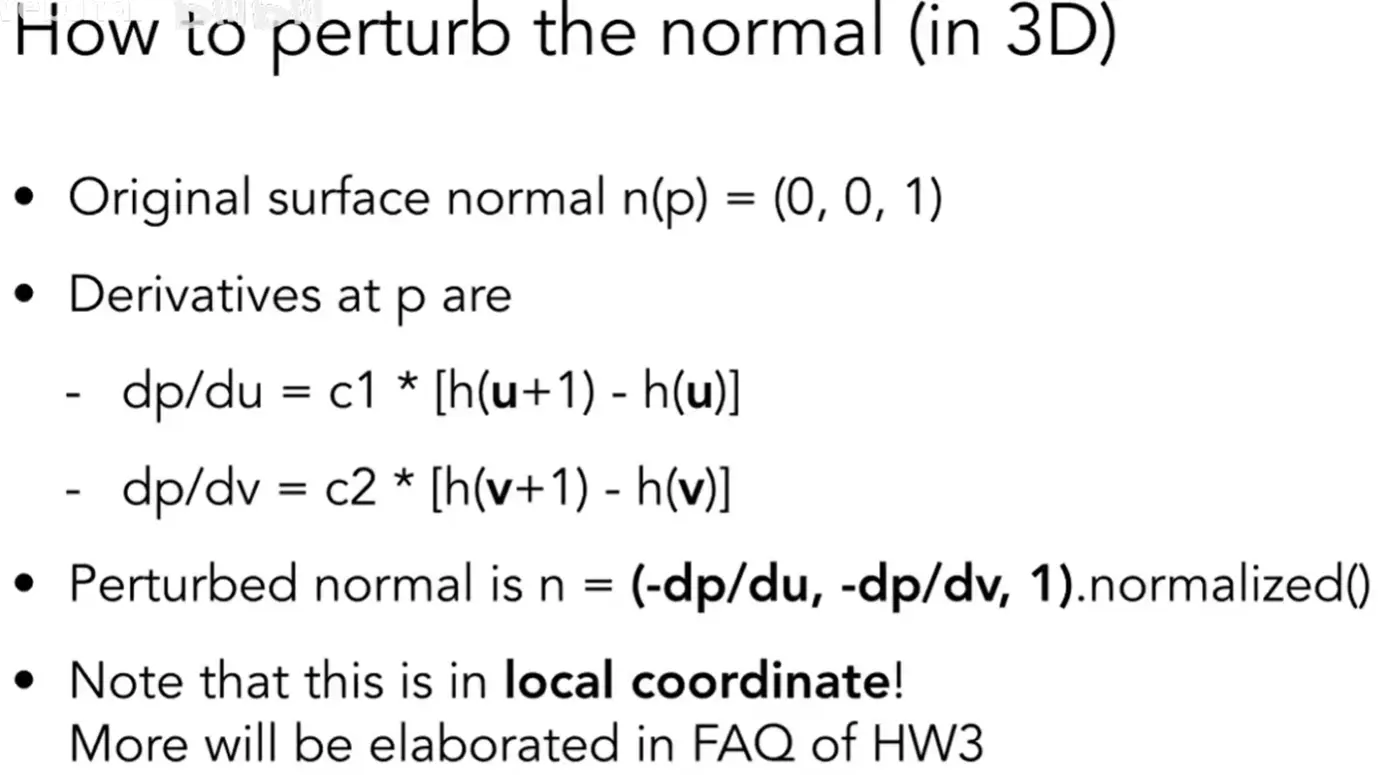 How to perturb the normal (in 3D)
• Original surface normal n(p) = (0, 0, 1)
• Derivatives at p are
- dp/du = c1 * [h(u+1) - h(u)]
- dp/dv = c2 * [h(v+1) - h(v)]
• Perturbed normal is n = (-dp/du, -dp/dv, 1).normalized()
• Note that this is in local coordinate!
More will be elaborated in FAQ of HW3